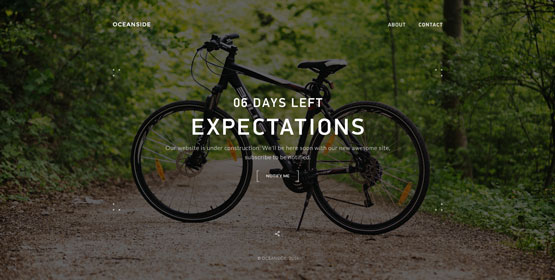 OCEANSIDE
ABOUT CONTACT
06 DAYS LEFT
EXPECTATIONS
Our website is under construction. We'll be here soon with our new awesome site,
subscribe to be notified.
NOTIFY ME
© OCEANSIDE